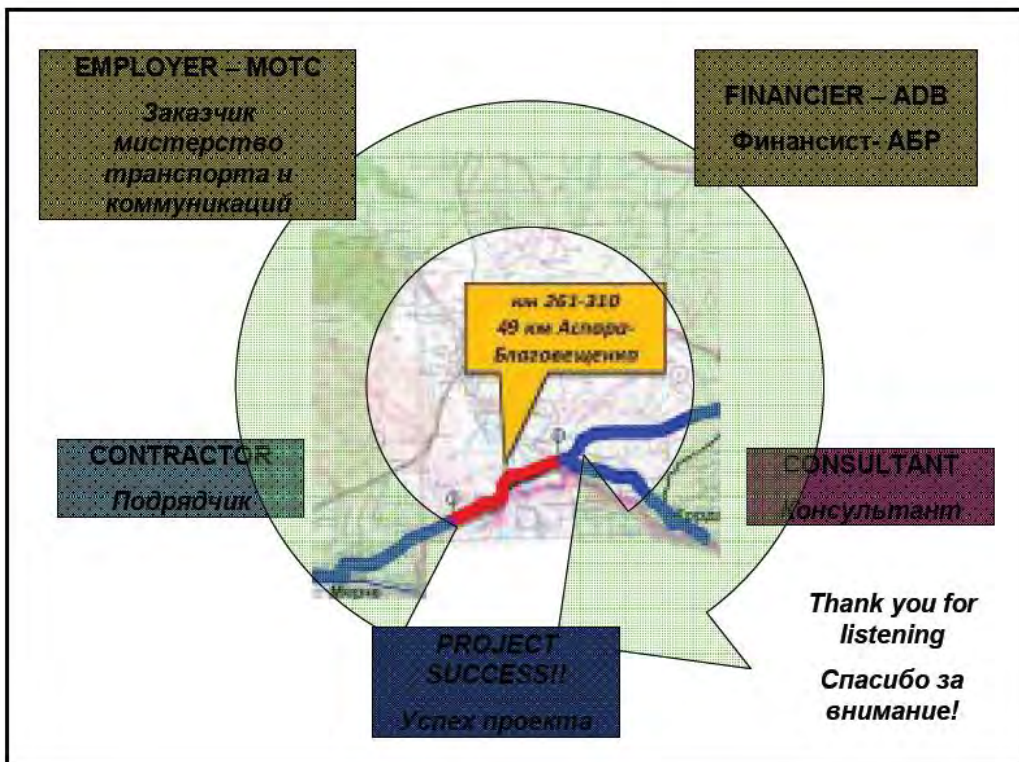 EMPLOYER – MOTC
Заказчик
мистерство
транспорта и
коммуникаций
FINANCIER – ADB
Финансист- АБР
км 261-310
49 км Аспара-
Благовещенко
CONTRACTOR
Подрядчик
CONSULTANT
Консультант
PROJECT
SUCCESS!!
Успех проекта
Thank you for
listening
Спасибо за
внимание!